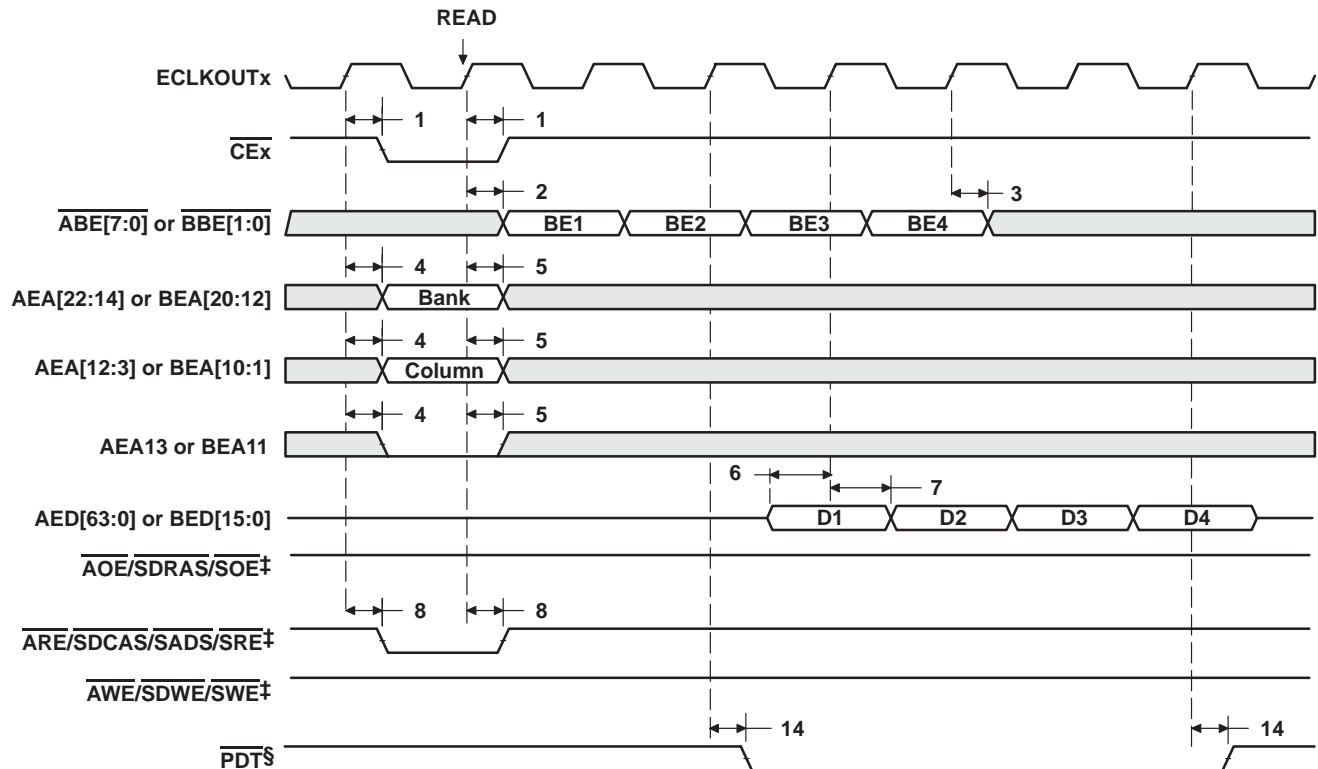 READ
ECLKOUTx
1 1
CEx
2 3
ABE[7:0] or BBE[1:0] BE1 BE2 BE3 BE4
4 5
AEA[22:14] or BEA[20:12] Bank
4 5
AEA[12:3] or BEA[10:1] Column
4 5
AEA13 or BEA11
6 7
AED[63:0] or BED[15:0] D1 D2 D3 D4
AOE/SDRAS/SOE‡
8 8
ARE/SDCAS/SADS/SRE‡
AWE/SDWE/SWE‡
14 14
PDT§